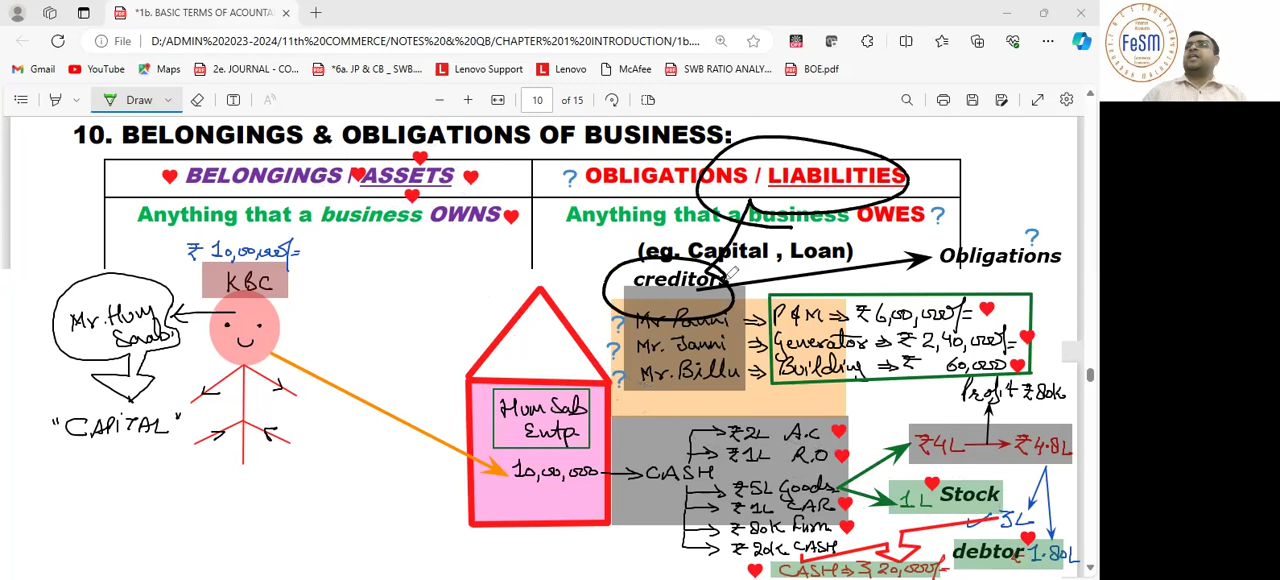 *1b. BASIC TERMS OF ACOUNTA
File
D:/ADMIN%202023-2024/11th%20COMMERCE/NOTES%20&%20QB/CHAPTER%201%20INTRODUCTION/1b....
Gmail YouTube Maps 2e. JOURNAL - CO... *6a. JP & CB _ SWB.... Lenovo Support Lenovo McAfee SWB RATIO ANALY... BOE.pdf
Draw 10 of 15
FeSM
10. BELONGINGS & OBLIGATIONS OF BUSINESS:
BELONGINGS / ASSETS
? OBLIGATIONS / LIABILITIES
Anything that a business OWNS
Anything that a business OWES ?
₹ 10,00,000/=
(eg. Capital , Loan)
?
Obligations
KBC
creditors
Mr. Hum
Saab
"CAPITAL"
? Mr Banni ⇒ P&M ⇒ ₹6,00,000/=
? Mr. Janni ⇒ Generator ⇒ ₹ 2,40,000/=
? Mr. Billu ⇒ Building ⇒ ₹ 60,000
Profit ₹80K
Hum Sab
Entp
10,00,000 → CASH
₹2L A.C
₹1L R.O
₹5L Goods
₹1L CAR
₹80K Furn
₹20K CASH
₹4L → ₹4.8L
1L Stock
3L
debtor 1.80L
CASH ⇒ 3,20,000/=